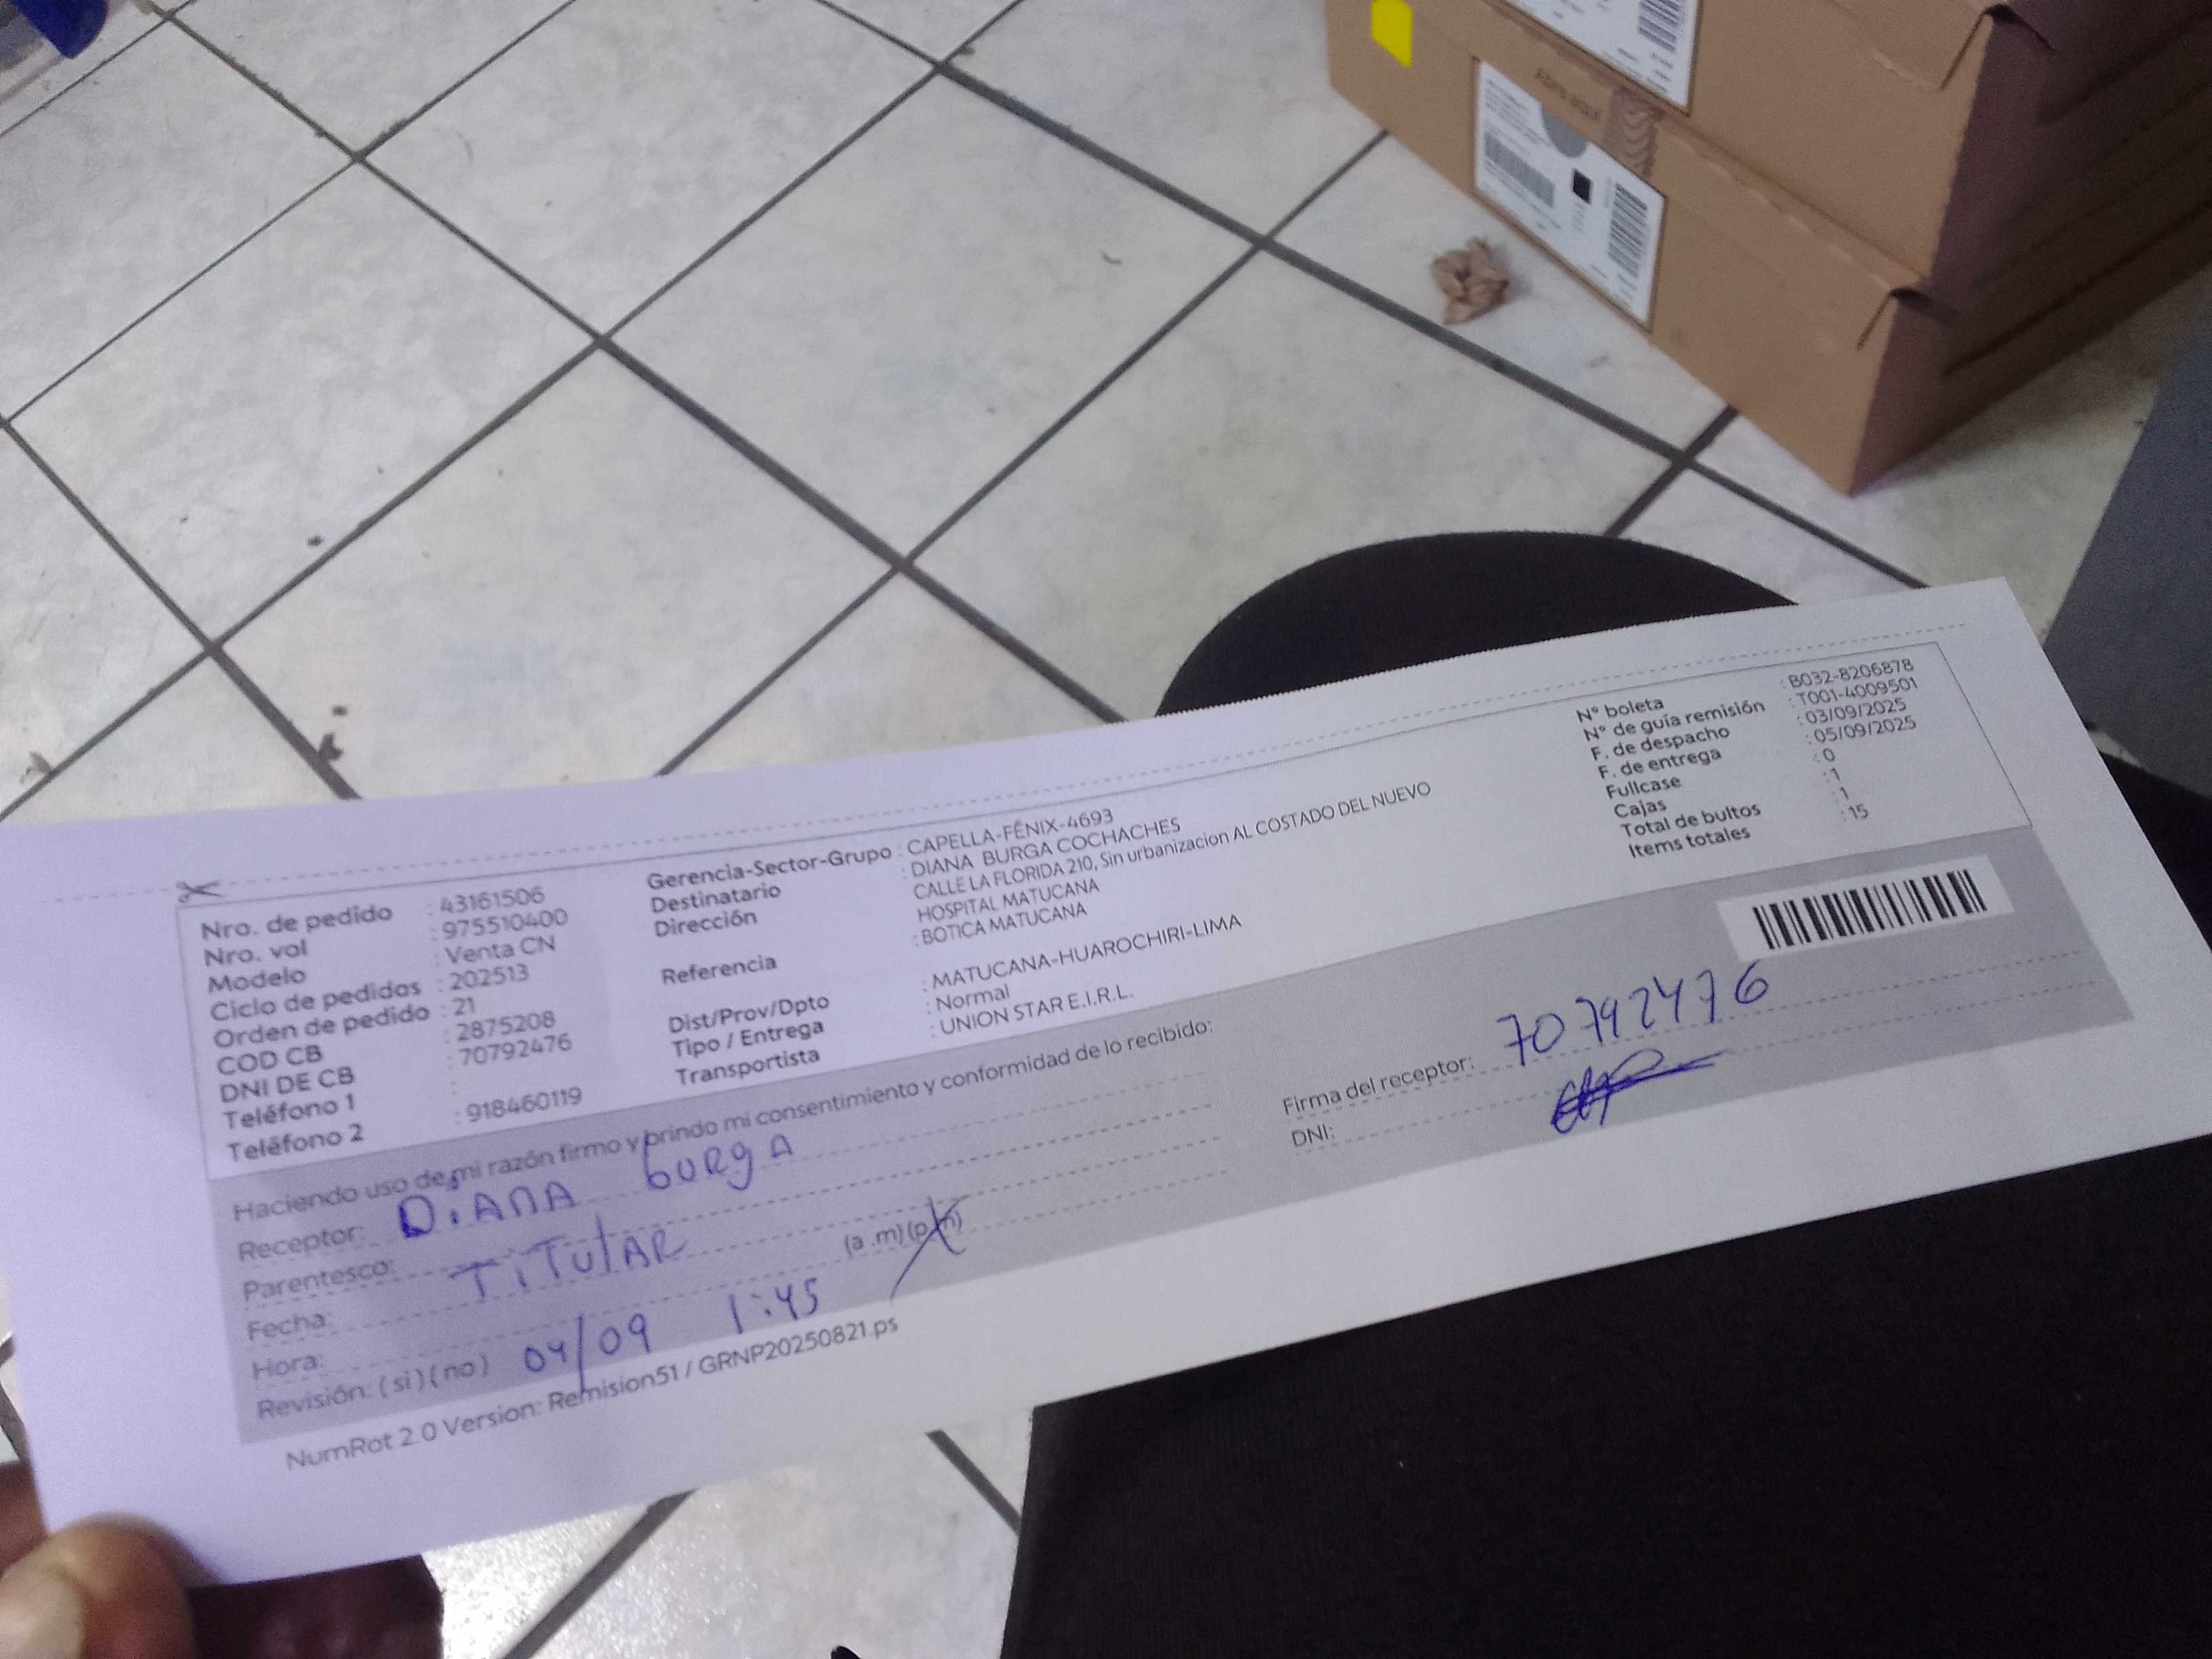 Nro. de pedido : 43161506
Nro. vol : 975510400
Modelo : Venta CN
Ciclo de pedidos : 202513
Orden de pedido : 21
COD CB : 2875208
DNI DE CB : 70792476
Teléfono 1 :
Teléfono 2 : 918460119
Gerencia-Sector-Grupo : CAPELLA-FÉNIX-4693
Destinatario : DIANA BURGA COCHACHES
Dirección CALLE LA FLORIDA 210, Sin urbanizacion AL COSTADO DEL NUEVO
HOSPITAL MATUCANA
Referencia : BOTICA MATUCANA
Dist/Prov/Dpto : MATUCANA-HUAROCHIRI-LIMA
Tipo / Entrega : Normal
Transportista : UNION STAR E.I.R.L.
N° boleta : B032-8206878
N° de guía remisión : T001-4009501
F. de despacho : 03/09/2025
F. de entrega : 05/09/2025
Fullcase : 0
Cajas : 1
Total de bultos : 1
Items totales : 15
Haciendo uso de mi razón firmo y brindo mi consentimiento y conformidad de lo recibido:
Receptor: DiANA burgA
Parentesco: TiTulAR
Fecha:
Hora: (a .m) (p.m)
Revisión: ( si ) ( no ) 04/09 1:45
Firma del receptor: 70792476
DNI:
NumRot 2.0 Version: Remision51 / GRNP20250821.ps
Abre aquí